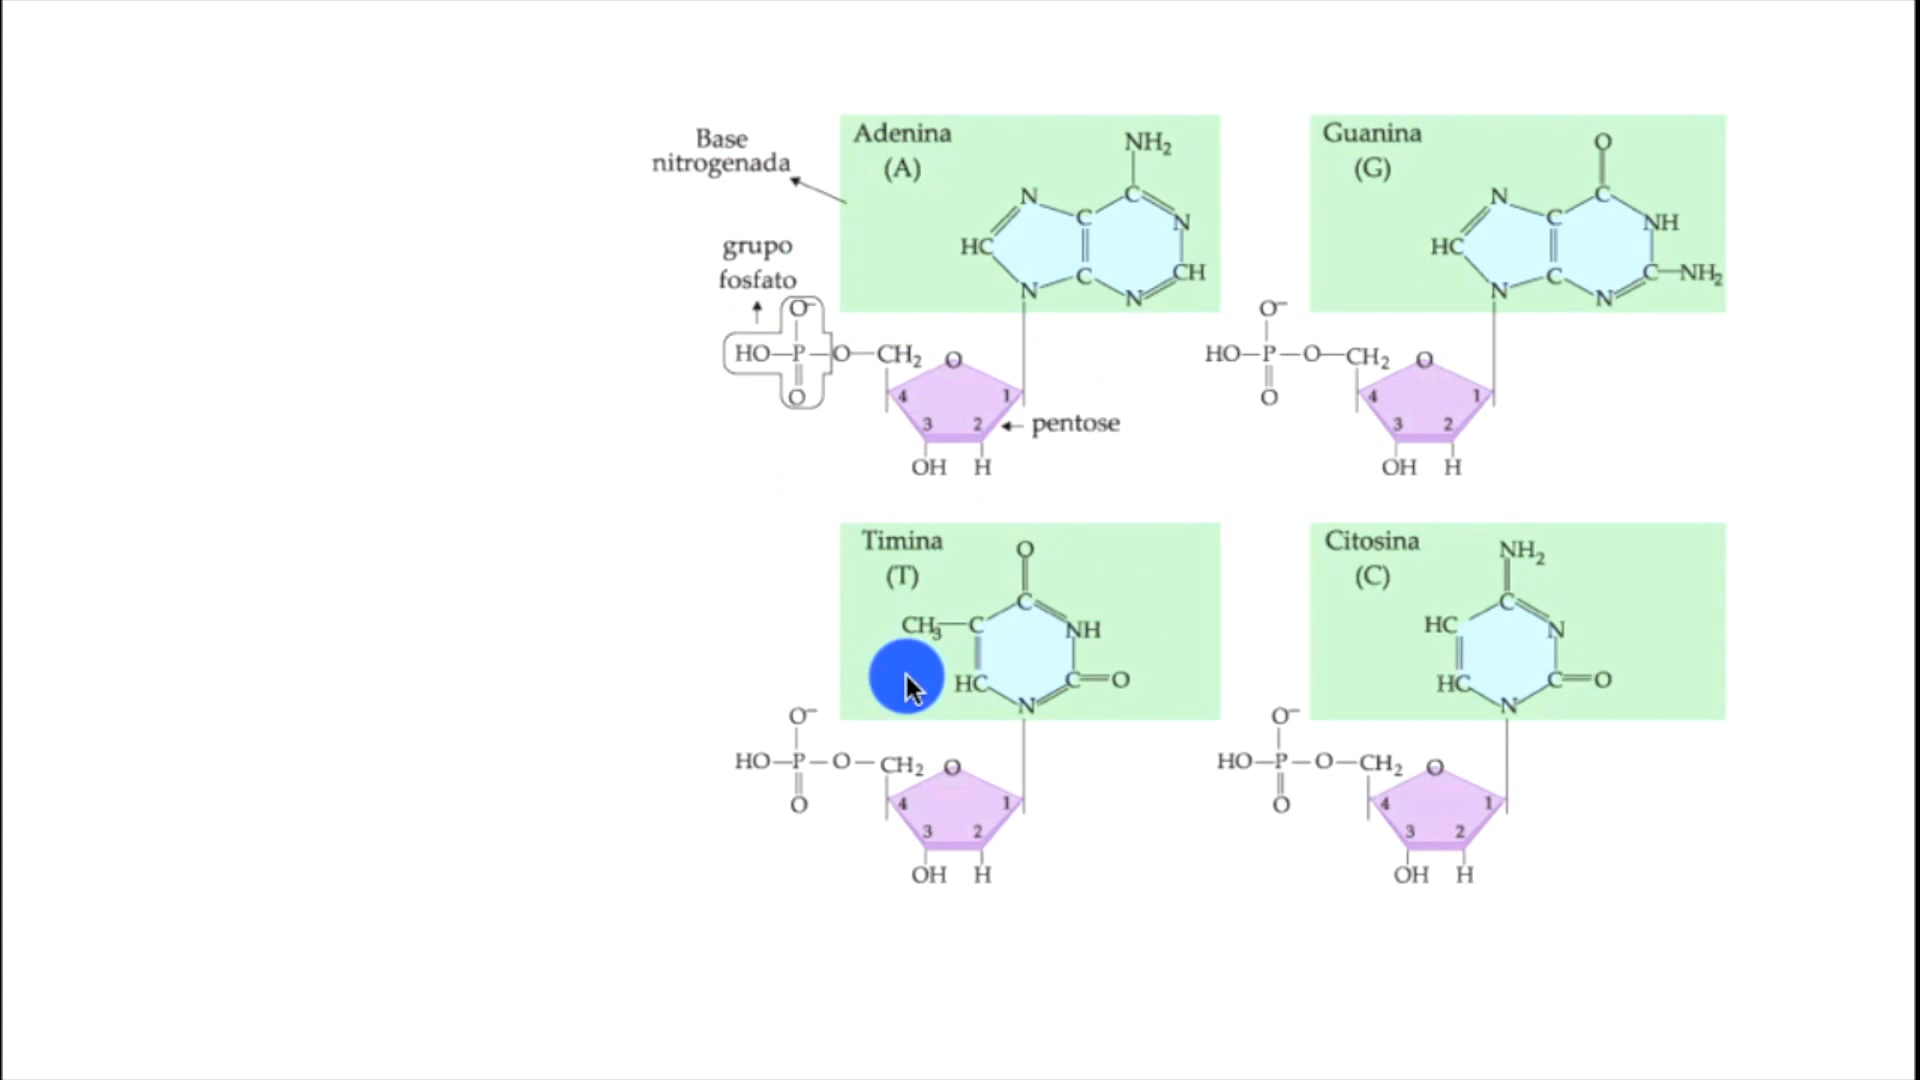 Base
nitrogenada
grupo
fosfato
Adenina
(A)
NH₂
N
C
N
C
HC
C
CH
N
N
O⁻
HO—P—O—CH₂
O
O
4
1
3
2
pentose
OH
H
Guanina
(G)
O
C
N
C
NH
HC
C
C—NH₂
N
N
O⁻
HO—P—O—CH₂
O
O
4
1
3
2
OH
H
Timina
(T)
O
C
CH₃—C
NH
HC
C=O
N
O⁻
HO—P—O—CH₂
O
O
4
1
3
2
OH
H
Citosina
(C)
NH₂
C
HC
N
HC
C=O
N
O⁻
HO—P—O—CH₂
O
O
4
1
3
2
OH
H